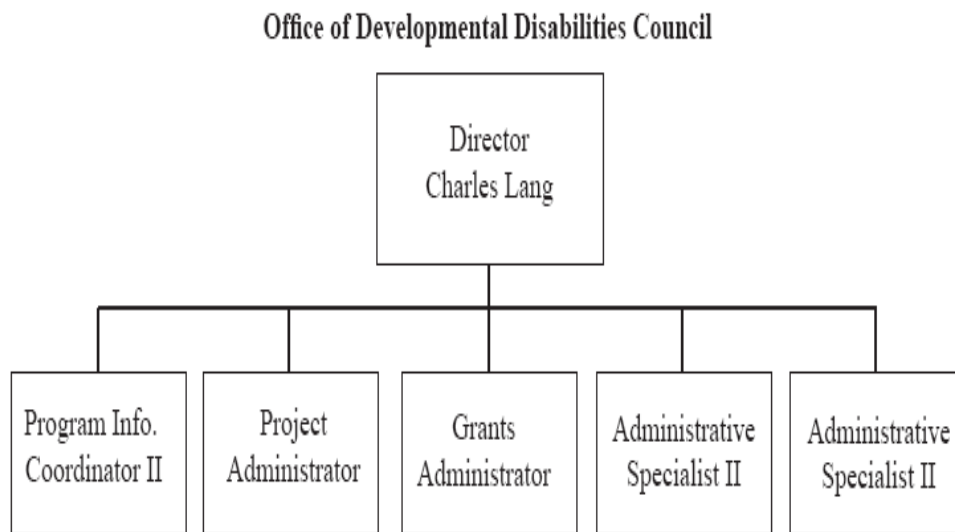 Office of Developmental Disabilities Council
Director
Charles Lang
Program Info.
Coordinator II
Project
Administrator
Grants
Administrator
Administrative
Specialist II
Administrative
Specialist II